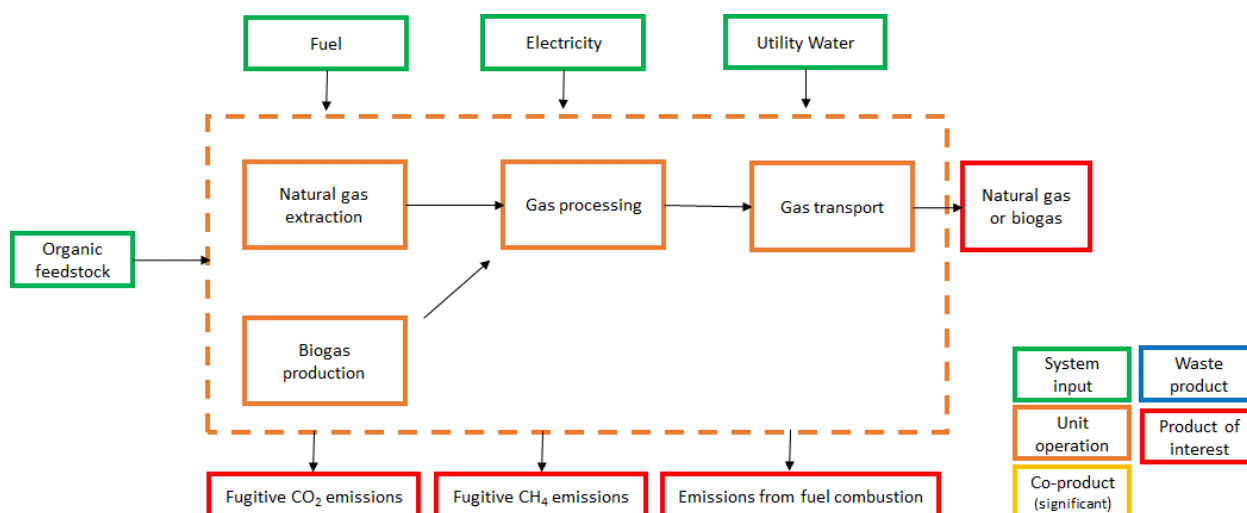 Fuel
Electricity
Utility Water
Natural gas
extraction
Gas processing
Gas transport
Natural gas
or biogas
Organic
feedstock
Biogas
production
System
input
Waste
product
Unit
operation
Product of
interest
Co-product
(significant)
Fugitive CO₂ emissions
Fugitive CH₄ emissions
Emissions from fuel combustion